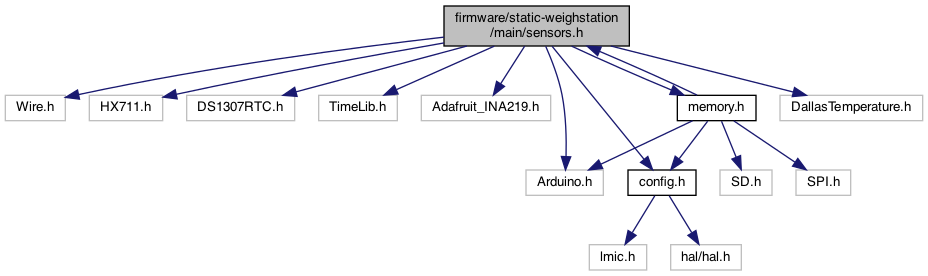 firmware/static-weighstation
/main/sensors.h
Wire.h
HX711.h
DS1307RTC.h
TimeLib.h
Adafruit_INA219.h
memory.h
DallasTemperature.h
Arduino.h
config.h
SD.h
SPI.h
lmic.h
hal/hal.h